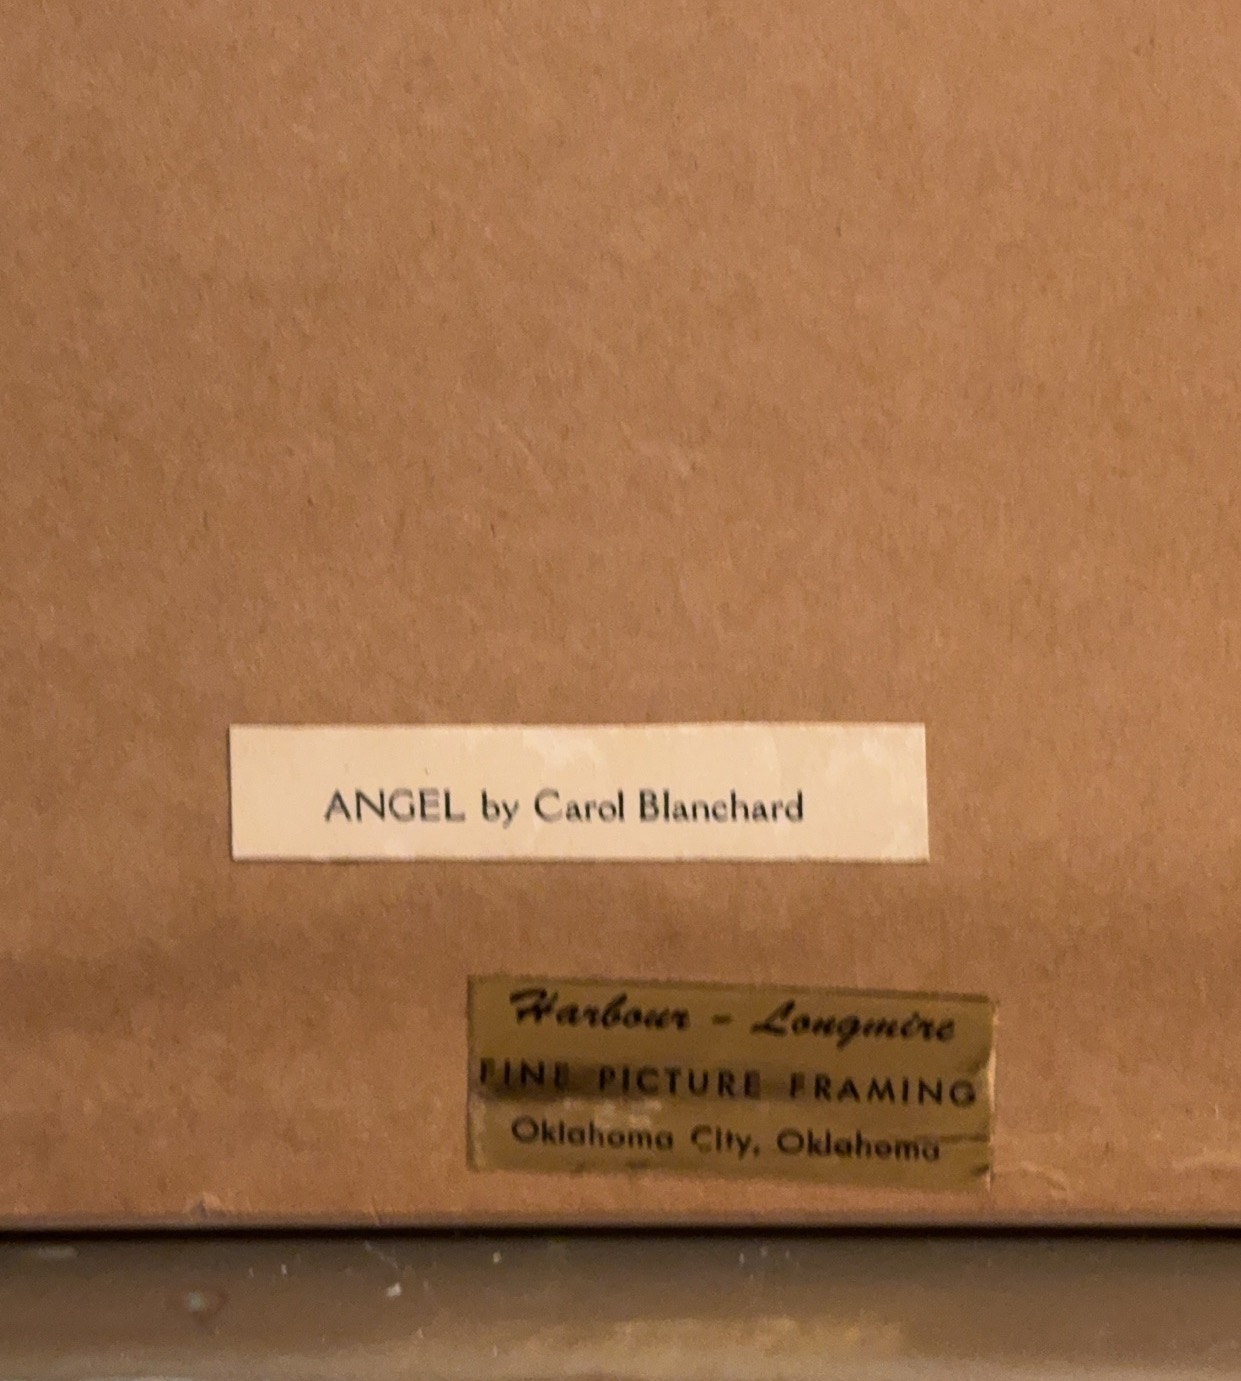 ANGEL by Carol Blanchard
Harbour - Longmire
FINE PICTURE FRAMING
Oklahoma City, Oklahoma